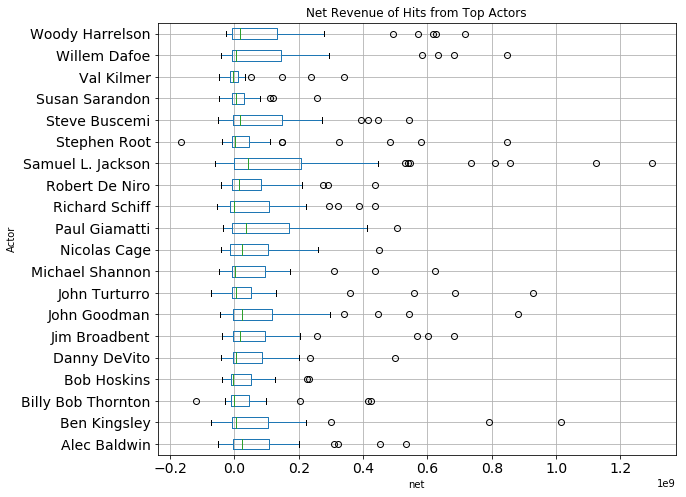 Net Revenue of Hits from Top Actors
Woody Harrelson
Willem Dafoe
Val Kilmer
Susan Sarandon
Steve Buscemi
Stephen Root
Samuel L. Jackson
Robert De Niro
Richard Schiff
Paul Giamatti
Nicolas Cage
Michael Shannon
John Turturro
John Goodman
Jim Broadbent
Danny DeVito
Bob Hoskins
Billy Bob Thornton
Ben Kingsley
Alec Baldwin
Actor
−0.2 0.0 0.2 0.4 0.6 0.8 1.0 1.2
net
1e9